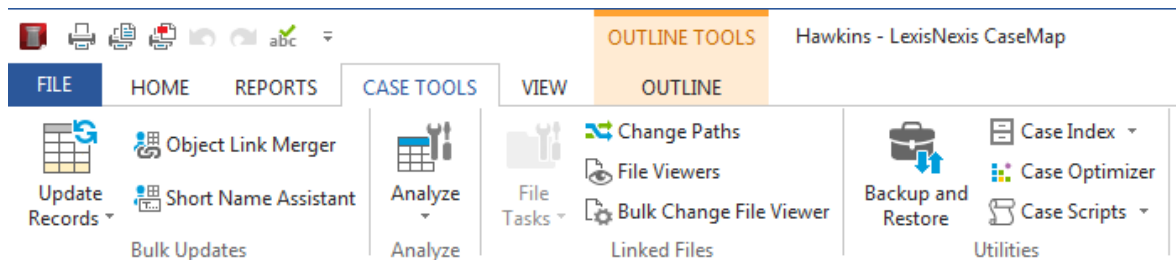 abc
OUTLINE TOOLS
Hawkins - LexisNexis CaseMap
FILE
HOME
REPORTS
CASE TOOLS
VIEW
OUTLINE
Update
Records
Object Link Merger
Short Name Assistant
Bulk Updates
Analyze
Analyze
File
Tasks
Change Paths
File Viewers
Bulk Change File Viewer
Linked Files
Backup and
Restore
Case Index
Case Optimizer
Case Scripts
Utilities